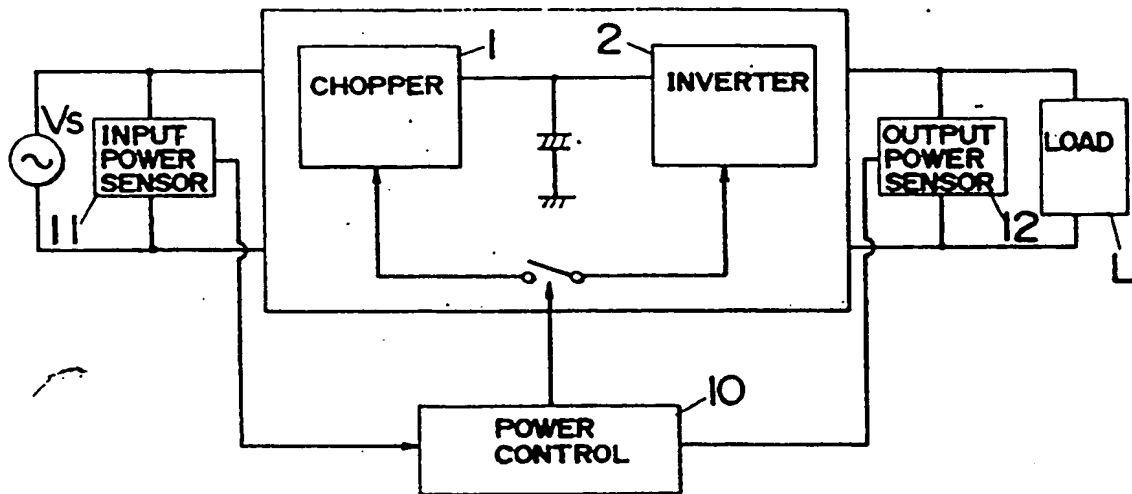 1
2
CHOPPER
INVERTER
Vs
INPUT
POWER
SENSOR
11
OUTPUT
POWER
SENSOR
12
LOAD
L
10
POWER
CONTROL